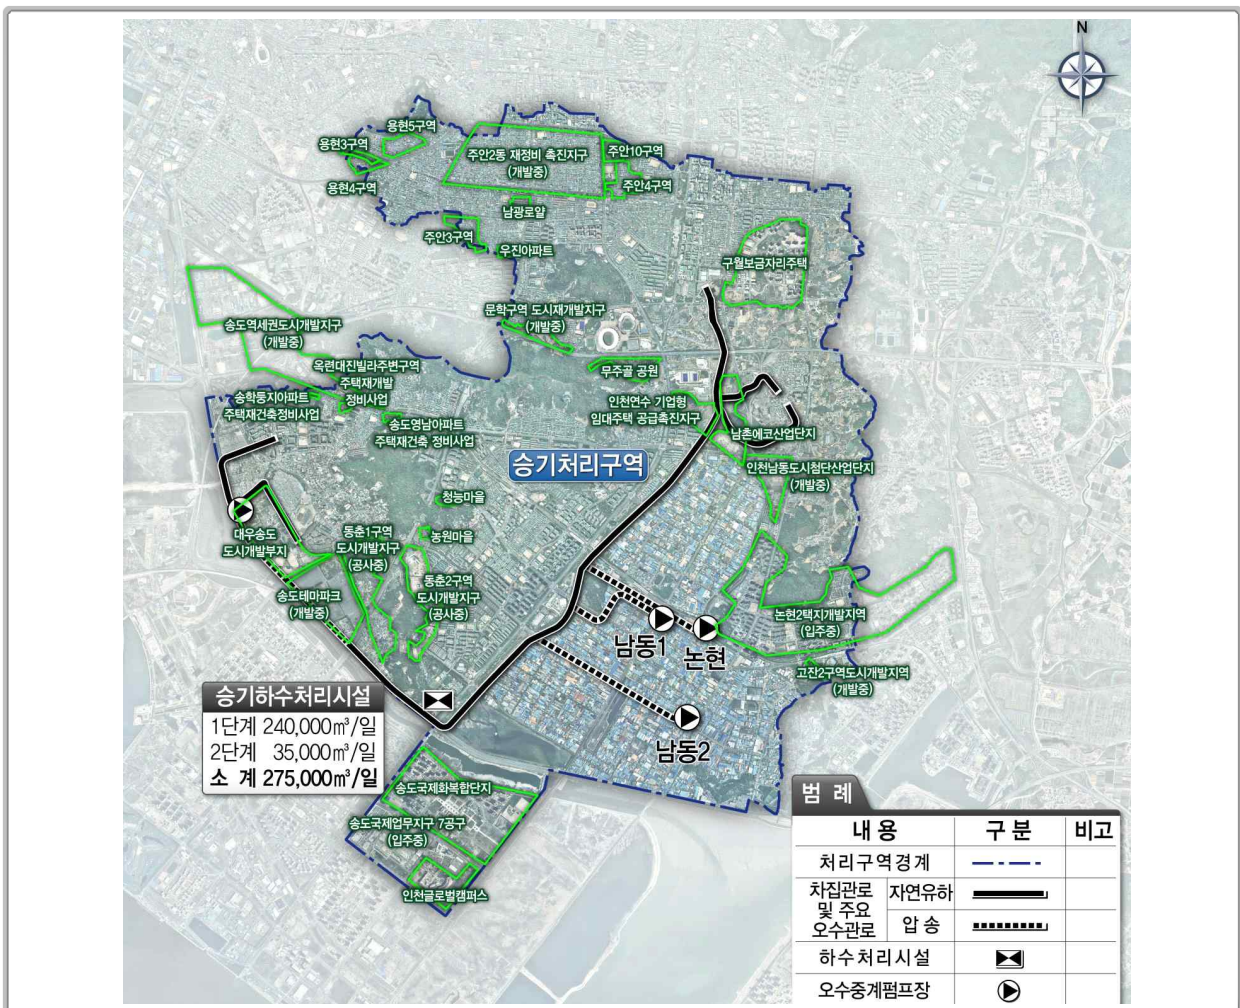 N
용현5구역
용현3구역
용현4구역
주안2동 재정비 촉진지구
(개발중)
주안10구역
주안4구역
남광로얄
주안3구역
우진아파트
구월보금자리주택
문학구역 도시재개발지구
(개발중)
송도역세권도시개발지구
(개발중)
무주골 공원
옥련대진빌라주변구역
주택재개발
정비사업
송학둥지아파트
주택재건축정비사업
송도영남아파트
주택재건축 정비사업
인천연수 기업형
임대주택 공급촉진지구
남촌에코산업단지
인천남동도시첨단산업단지
(개발중)
승기처리구역
청능마을
농원마을
대우송도
도시개발부지
동춘1구역
도시개발지구
(공사중)
동춘2구역
도시개발지구
(공사중)
송도테마파크
(개발중)
논현2택지개발지역
(입주중)
남동1
논현
고잔2구역도시개발지역
(개발중)
남동2
승기하수처리시설
1단계 240,000㎥/일
2단계 35,000㎥/일
소 계 275,000㎥/일
송도국제화복합단지
송도국제업무지구 7공구
(입주중)
인천글로벌캠퍼스
범 례
내 용 구 분 비고
처리구역경계
차집관로
및 주요
오수관로
자연유하
압 송
하수처리시설
오수중계펌프장